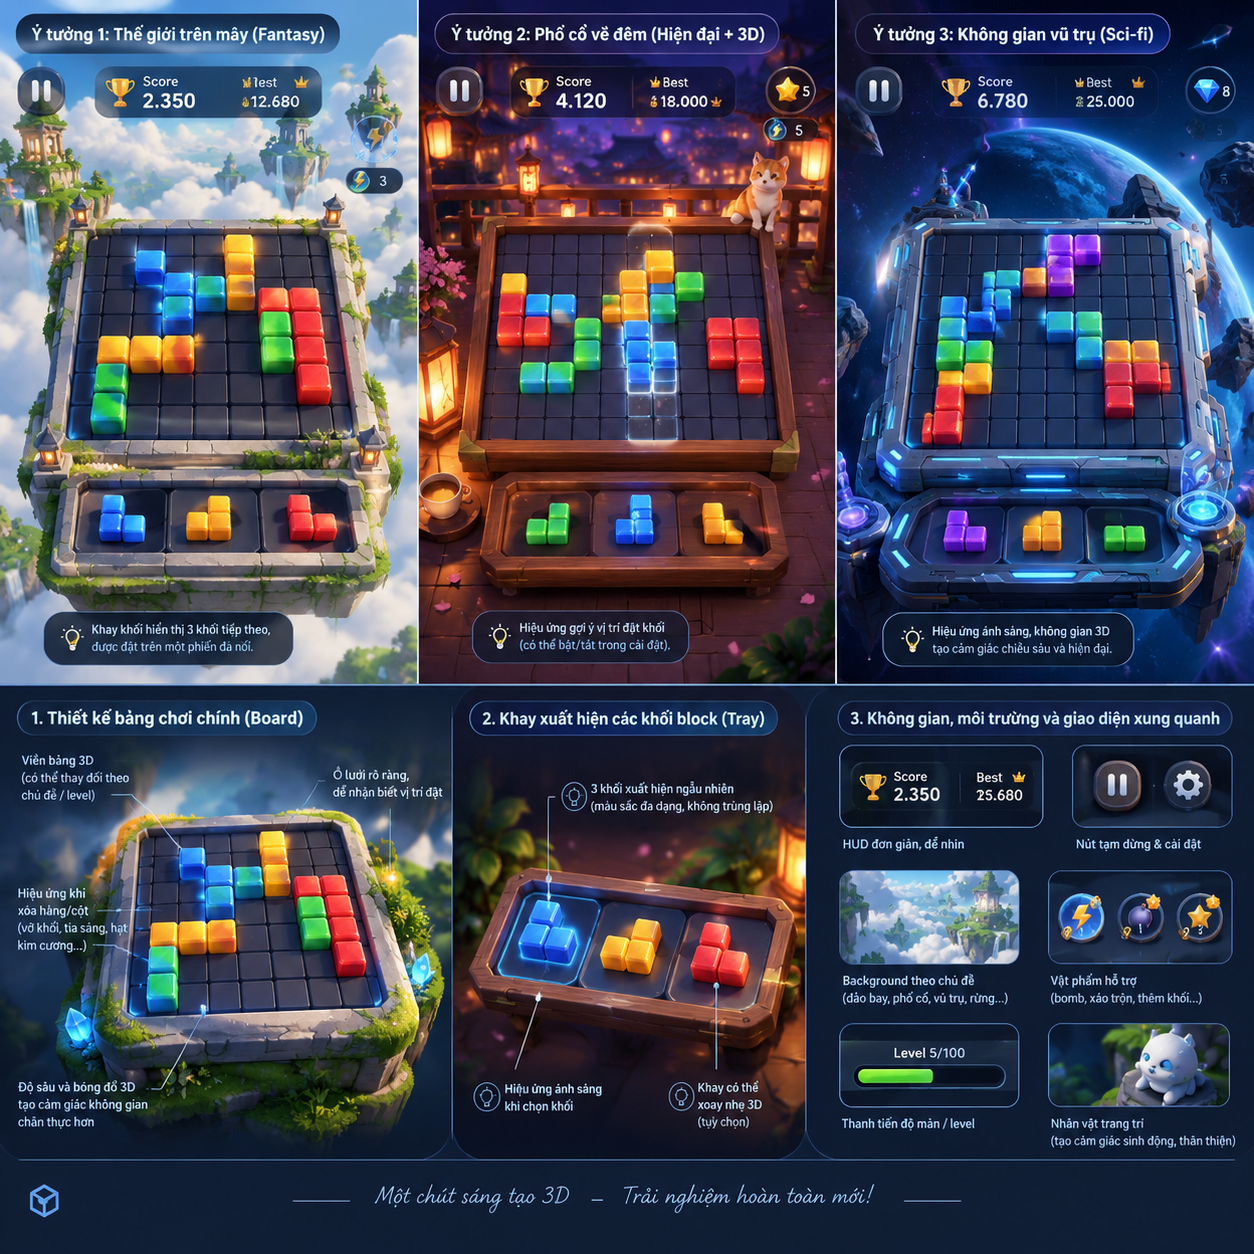 Ý tưởng 1: Thế giới trên mây (Fantasy)
Score
2.350
12.680
3
Khay khối hiển thị 3 khối tiếp theo,
được đặt trên một phiến đá nổi.
Ý tưởng 2: Phố cổ về đêm (Hiện đại + 3D)
Score
4.120
Best
18.000
5
5
Hiệu ứng gợi ý vị trí đặt khối
(có thể bật/tắt trong cài đặt).
Ý tưởng 3: Không gian vũ trụ (Sci-fi)
Score
6.780
Best
25.000
8
5
Hiệu ứng ánh sáng, không gian 3D
tạo cảm giác chiều sâu và hiện đại.
1. Thiết kế bảng chơi chính (Board)
Viền bảng 3D
(có thể thay đổi theo
chủ đề / level)
Ô lưới rõ ràng,
dễ nhận biết vị trí đặt
Hiệu ứng khi
xóa hàng/cột
(vỡ khối, tia sáng, hạt
kim cương...)
Độ sâu và bóng đổ 3D
tạo cảm giác không gian
chân thực hơn
2. Khay xuất hiện các khối block (Tray)
3 khối xuất hiện ngẫu nhiên
(màu sắc đa dạng, không trùng lặp)
Hiệu ứng ánh sáng
khi chọn khối
Khay có thể
xoay nhẹ 3D
(tuỳ chọn)
3. Không gian, môi trường và giao diện xung quanh
Score
2.350
Best
25.680
HUD đơn giản, dễ nhìn
Nút tạm dừng & cài đặt
Background theo chủ đề
(đảo bay, phố cổ, vũ trụ, rừng...)
Vật phẩm hỗ trợ
(bomb, xáo trộn, thêm khối...)
Level 5/100
Thanh tiến độ màn / level
Nhân vật trang trí
(tạo cảm giác sinh động, thân thiện)
Một chút sáng tạo 3D – Trải nghiệm hoàn toàn mới!